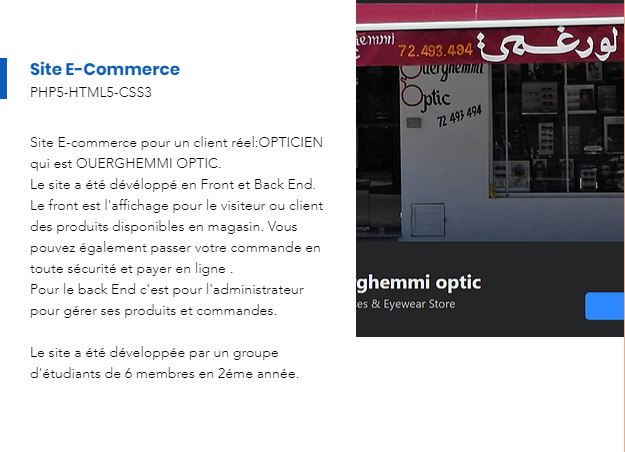 Site E-Commerce
PHP5-HTML5-CSS3
Site E-commerce pour un client réel:OPTICIEN
qui est OUERGHEMMI OPTIC.
Le site a été dévéloppé en Front et Back End.
Le front est l'affichage pour le visiteur ou client
des produits disponibles en magasin. Vous
pouvez également passer votre commande en
toute sécurité et payer en ligne .
Pour le back End c'est pour l'administrateur
pour gérer ses produits et commandes.
Le site a été développée par un groupe
d'étudiants de 6 membres en 2éme année.
72.493.494
لورغمي
Ouerghemmi
Optic
72 493 494
ghemmi optic
es & Eyewear Store